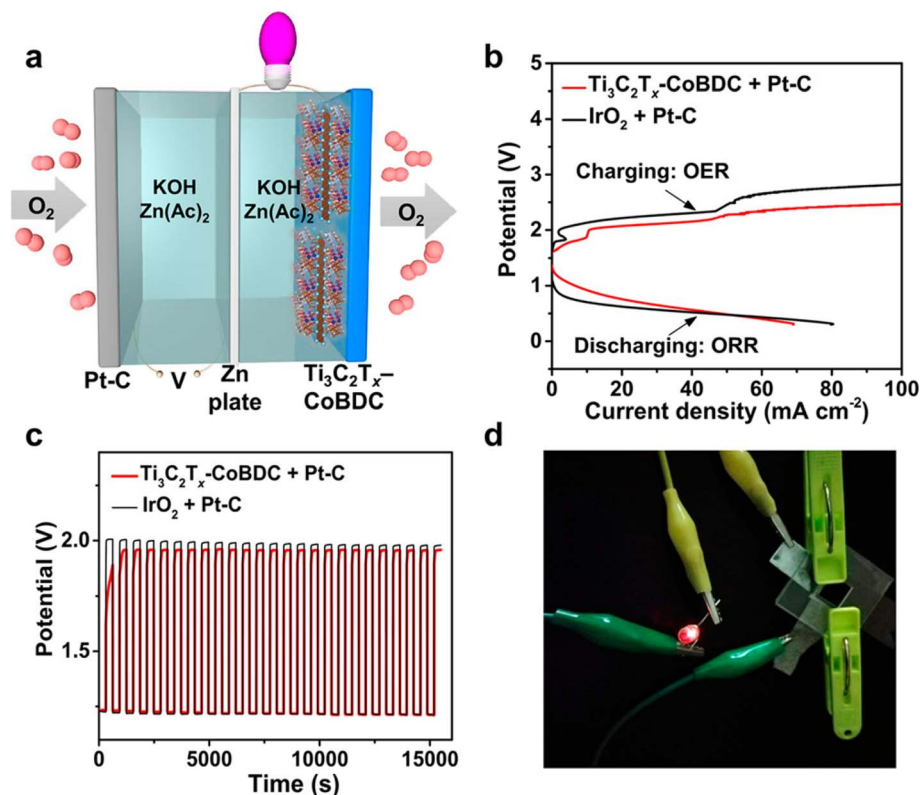 a
KOH
Zn(Ac)₂
KOH
Zn(Ac)₂
O₂
O₂
Pt-C
V
Zn
plate
Ti₃C₂Tₓ–
CoBDC
b
Ti₃C₂Tₓ-CoBDC + Pt-C
IrO₂ + Pt-C
Charging: OER
Discharging: ORR
Potential (V)
5
4
3
2
1
0
0 20 40 60 80 100
Current density (mA cm⁻²)
c
Ti₃C₂Tₓ-CoBDC + Pt-C
IrO₂ + Pt-C
Potential (V)
2.0
1.5
0 5000 10000 15000
Time (s)
d